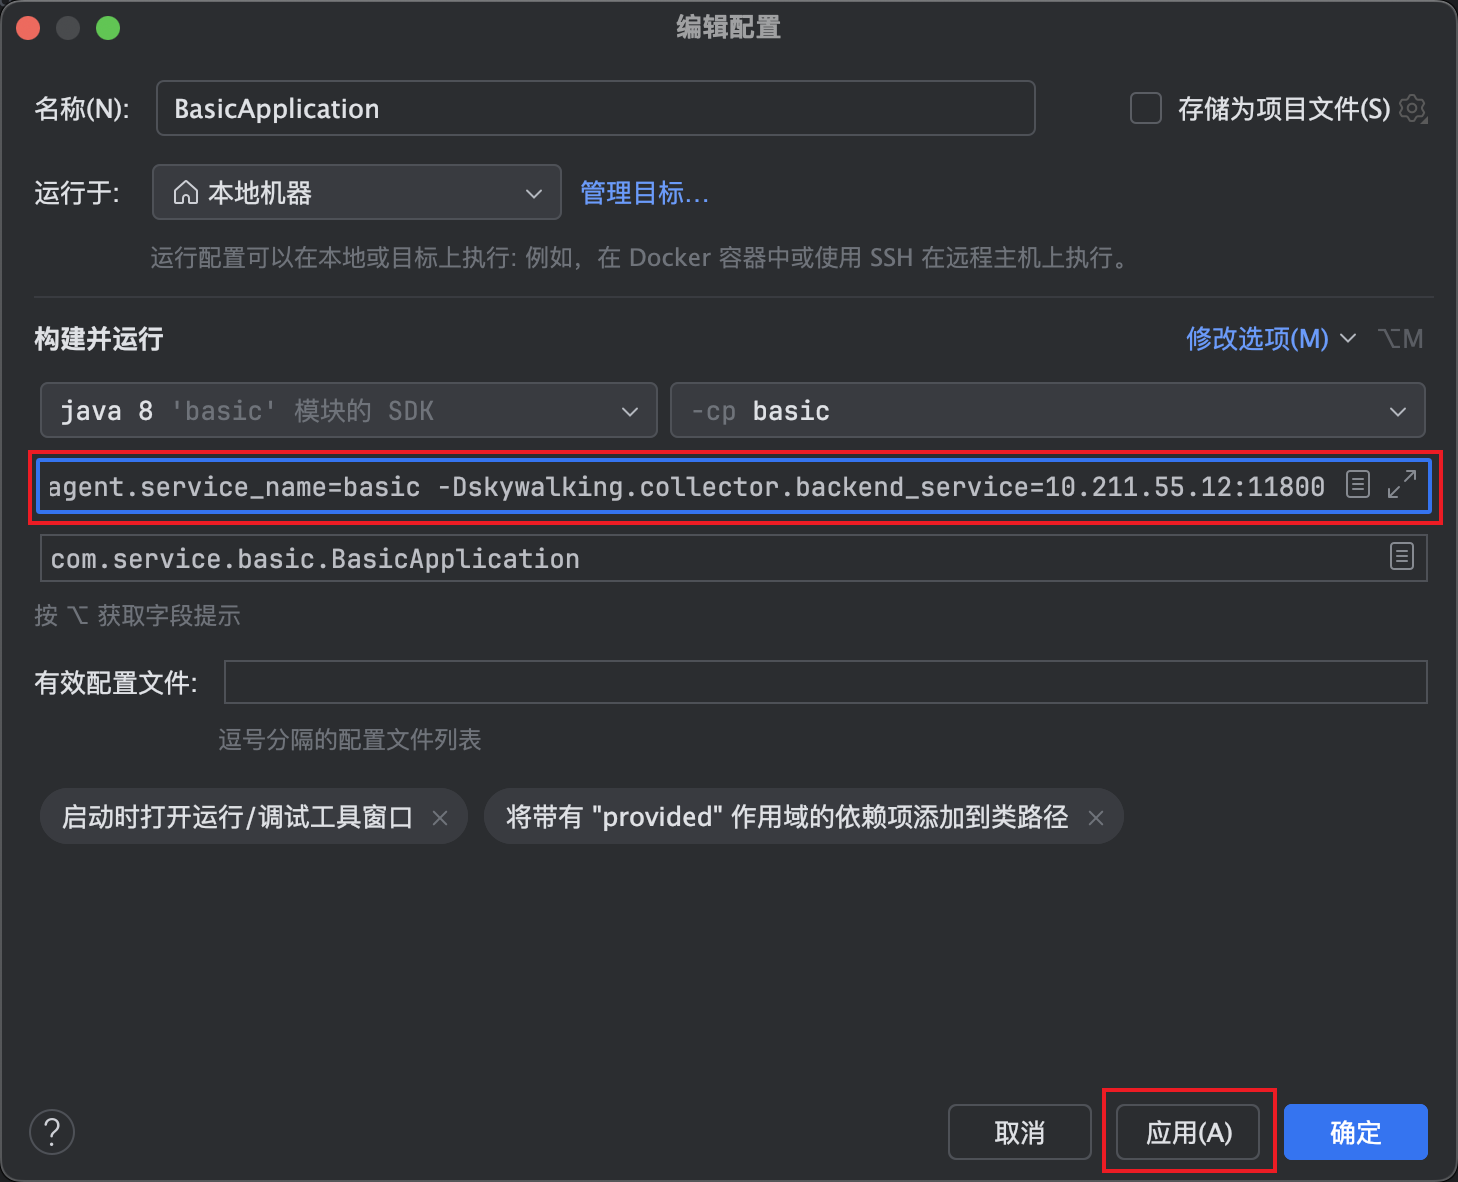 编辑配置
名称(N):
BasicApplication
存储为项目文件(S)
运行于:
本地机器
管理目标...
运行配置可以在本地或目标上执行: 例如，在 Docker 容器中或使用 SSH 在远程主机上执行。
构建并运行
修改选项(M)
⌥M
java 8 'basic' 模块的 SDK
-cp basic
agent.service_name=basic -Dskywalking.collector.backend_service=10.211.55.12:11800
com.service.basic.BasicApplication
按 ⌥ 获取字段提示
有效配置文件:
逗号分隔的配置文件列表
启动时打开运行/调试工具窗口
将带有 "provided" 作用域的依赖项添加到类路径
?
取消
应用(A)
确定